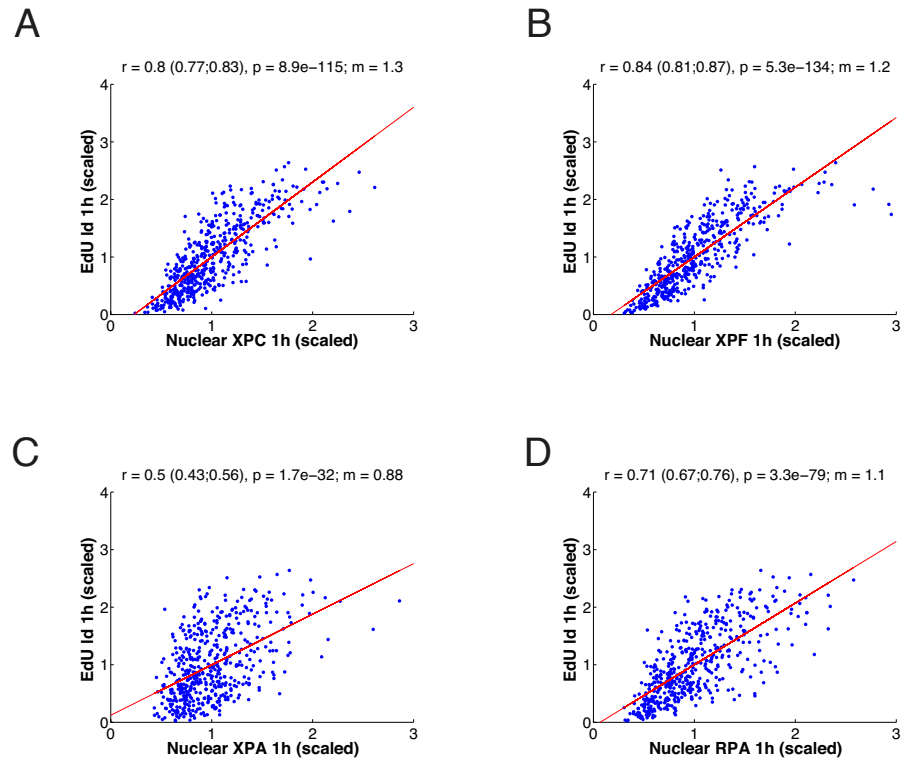 A
r = 0.8 (0.77;0.83), p = 8.9e−115; m = 1.3
4
3
2
1
0
EdU Id 1h (scaled)
0 1 2 3
Nuclear XPC 1h (scaled)
B
r = 0.84 (0.81;0.87), p = 5.3e−134; m = 1.2
4
3
2
1
0
EdU Id 1h (scaled)
0 1 2 3
Nuclear XPF 1h (scaled)
C
r = 0.5 (0.43;0.56), p = 1.7e−32; m = 0.88
4
3
2
1
0
EdU Id 1h (scaled)
0 1 2 3
Nuclear XPA 1h (scaled)
D
r = 0.71 (0.67;0.76), p = 3.3e−79; m = 1.1
4
3
2
1
0
EdU Id 1h (scaled)
0 1 2 3
Nuclear RPA 1h (scaled)